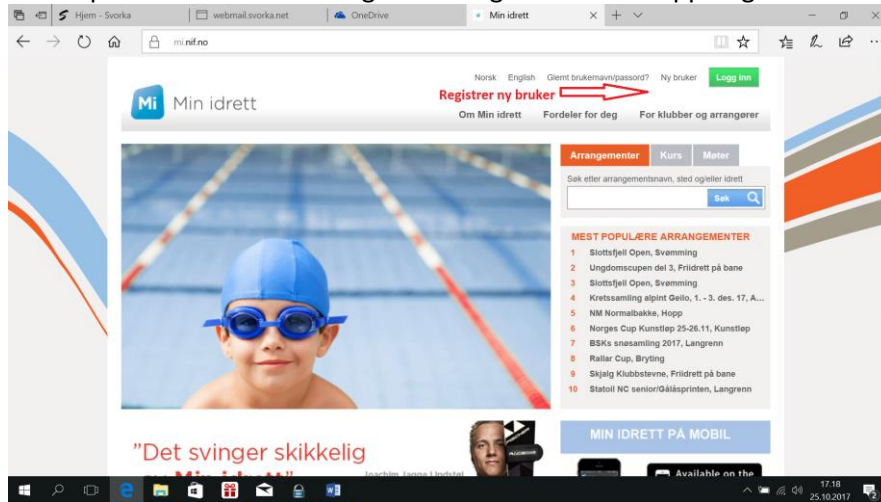 Hjem - Svorka
webmail.svorka.net
OneDrive
Min idrett
mi.nif.no
Norsk English Glemt brukernavn/passord? Ny bruker Logg inn
Registrer ny bruker
Mi Min idrett
Om Min idrett Fordeler for deg For klubber og arrangører
Arrangementer Kurs Møter
Søk etter arrangementsnavn, sted og/eller idrett
Søk
MEST POPULÆRE ARRANGEMENTER
1 Slottsfjell Open, Svømming
2 Ungdomscupen del 3, Friidrett på bane
3 Slottsfjell Open, Svømming
4 Kretssamling alpint Geilo, 1. - 3. des. 17, A...
5 NM Normalbakke, Hopp
6 Norges Cup Kunstløp 25-26.11, Kunstløp
7 BSKs snøsamling 2017, Langrenn
8 Rallar Cup, Bryting
9 Skjalg Klubbstevne, Friidrett på bane
10 Statoil NC senior/Gålåsprinten, Langrenn
"Det svinger skikkelig
Min idrett"
MIN IDRETT PÅ MOBIL
Available on the
17.18
25.10.2017